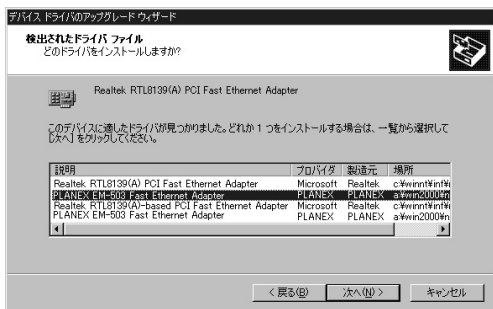 デバイス ドライバのアップグレード ウィザード
検出されたドライバ ファイル
どのドライバをインストールしますか?
Realtek RTL8139(A) PCI Fast Ethernet Adapter
このデバイスに適したドライバが見つかりました。どれか 1 つをインストールする場合は、一覧から選択して
[次へ] をクリックしてください。
説明 プロバイダ 製造元 場所
Realtek RTL8139(A) PCI Fast Ethernet Adapter Microsoft Realtek c:¥winnt¥inf¥
PLANEX EM-503 Fast Ethernet Adapter PLANEX PLANEX a:¥win2000¥n
Realtek RTL8139(A)-based PCI Fast Ethernet Adapter Microsoft Realtek c:¥winnt¥inf¥
PLANEX EM-503 Fast Ethernet Adapter PLANEX PLANEX a:¥win2000¥n
< 戻る(B) 次へ(N) > キャンセル